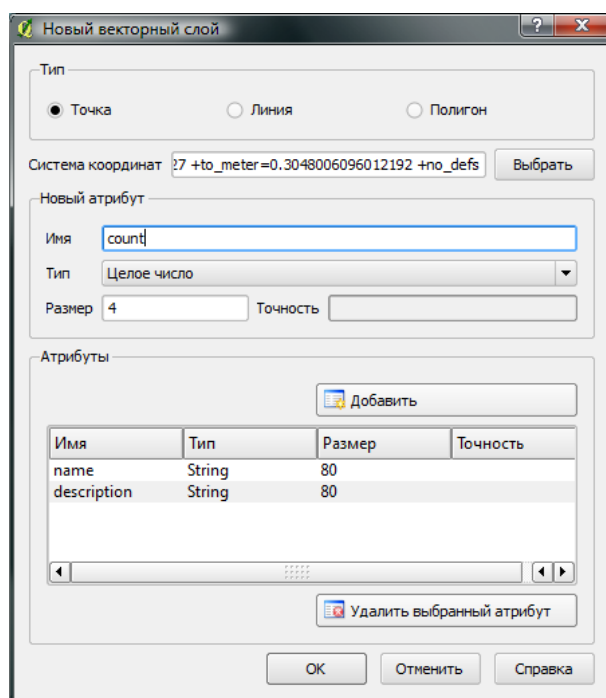 Новый векторный слой
Тип
Точка
Линия
Полигон
Система координат 27 +to_meter=0.3048006096012192 +no_defs Выбрать
Новый атрибут
Имя count
Тип Целое число
Размер 4 Точность
Атрибуты
Добавить
Имя Тип Размер Точность
name String 80
description String 80
Удалить выбранный атрибут
OK Отменить Справка